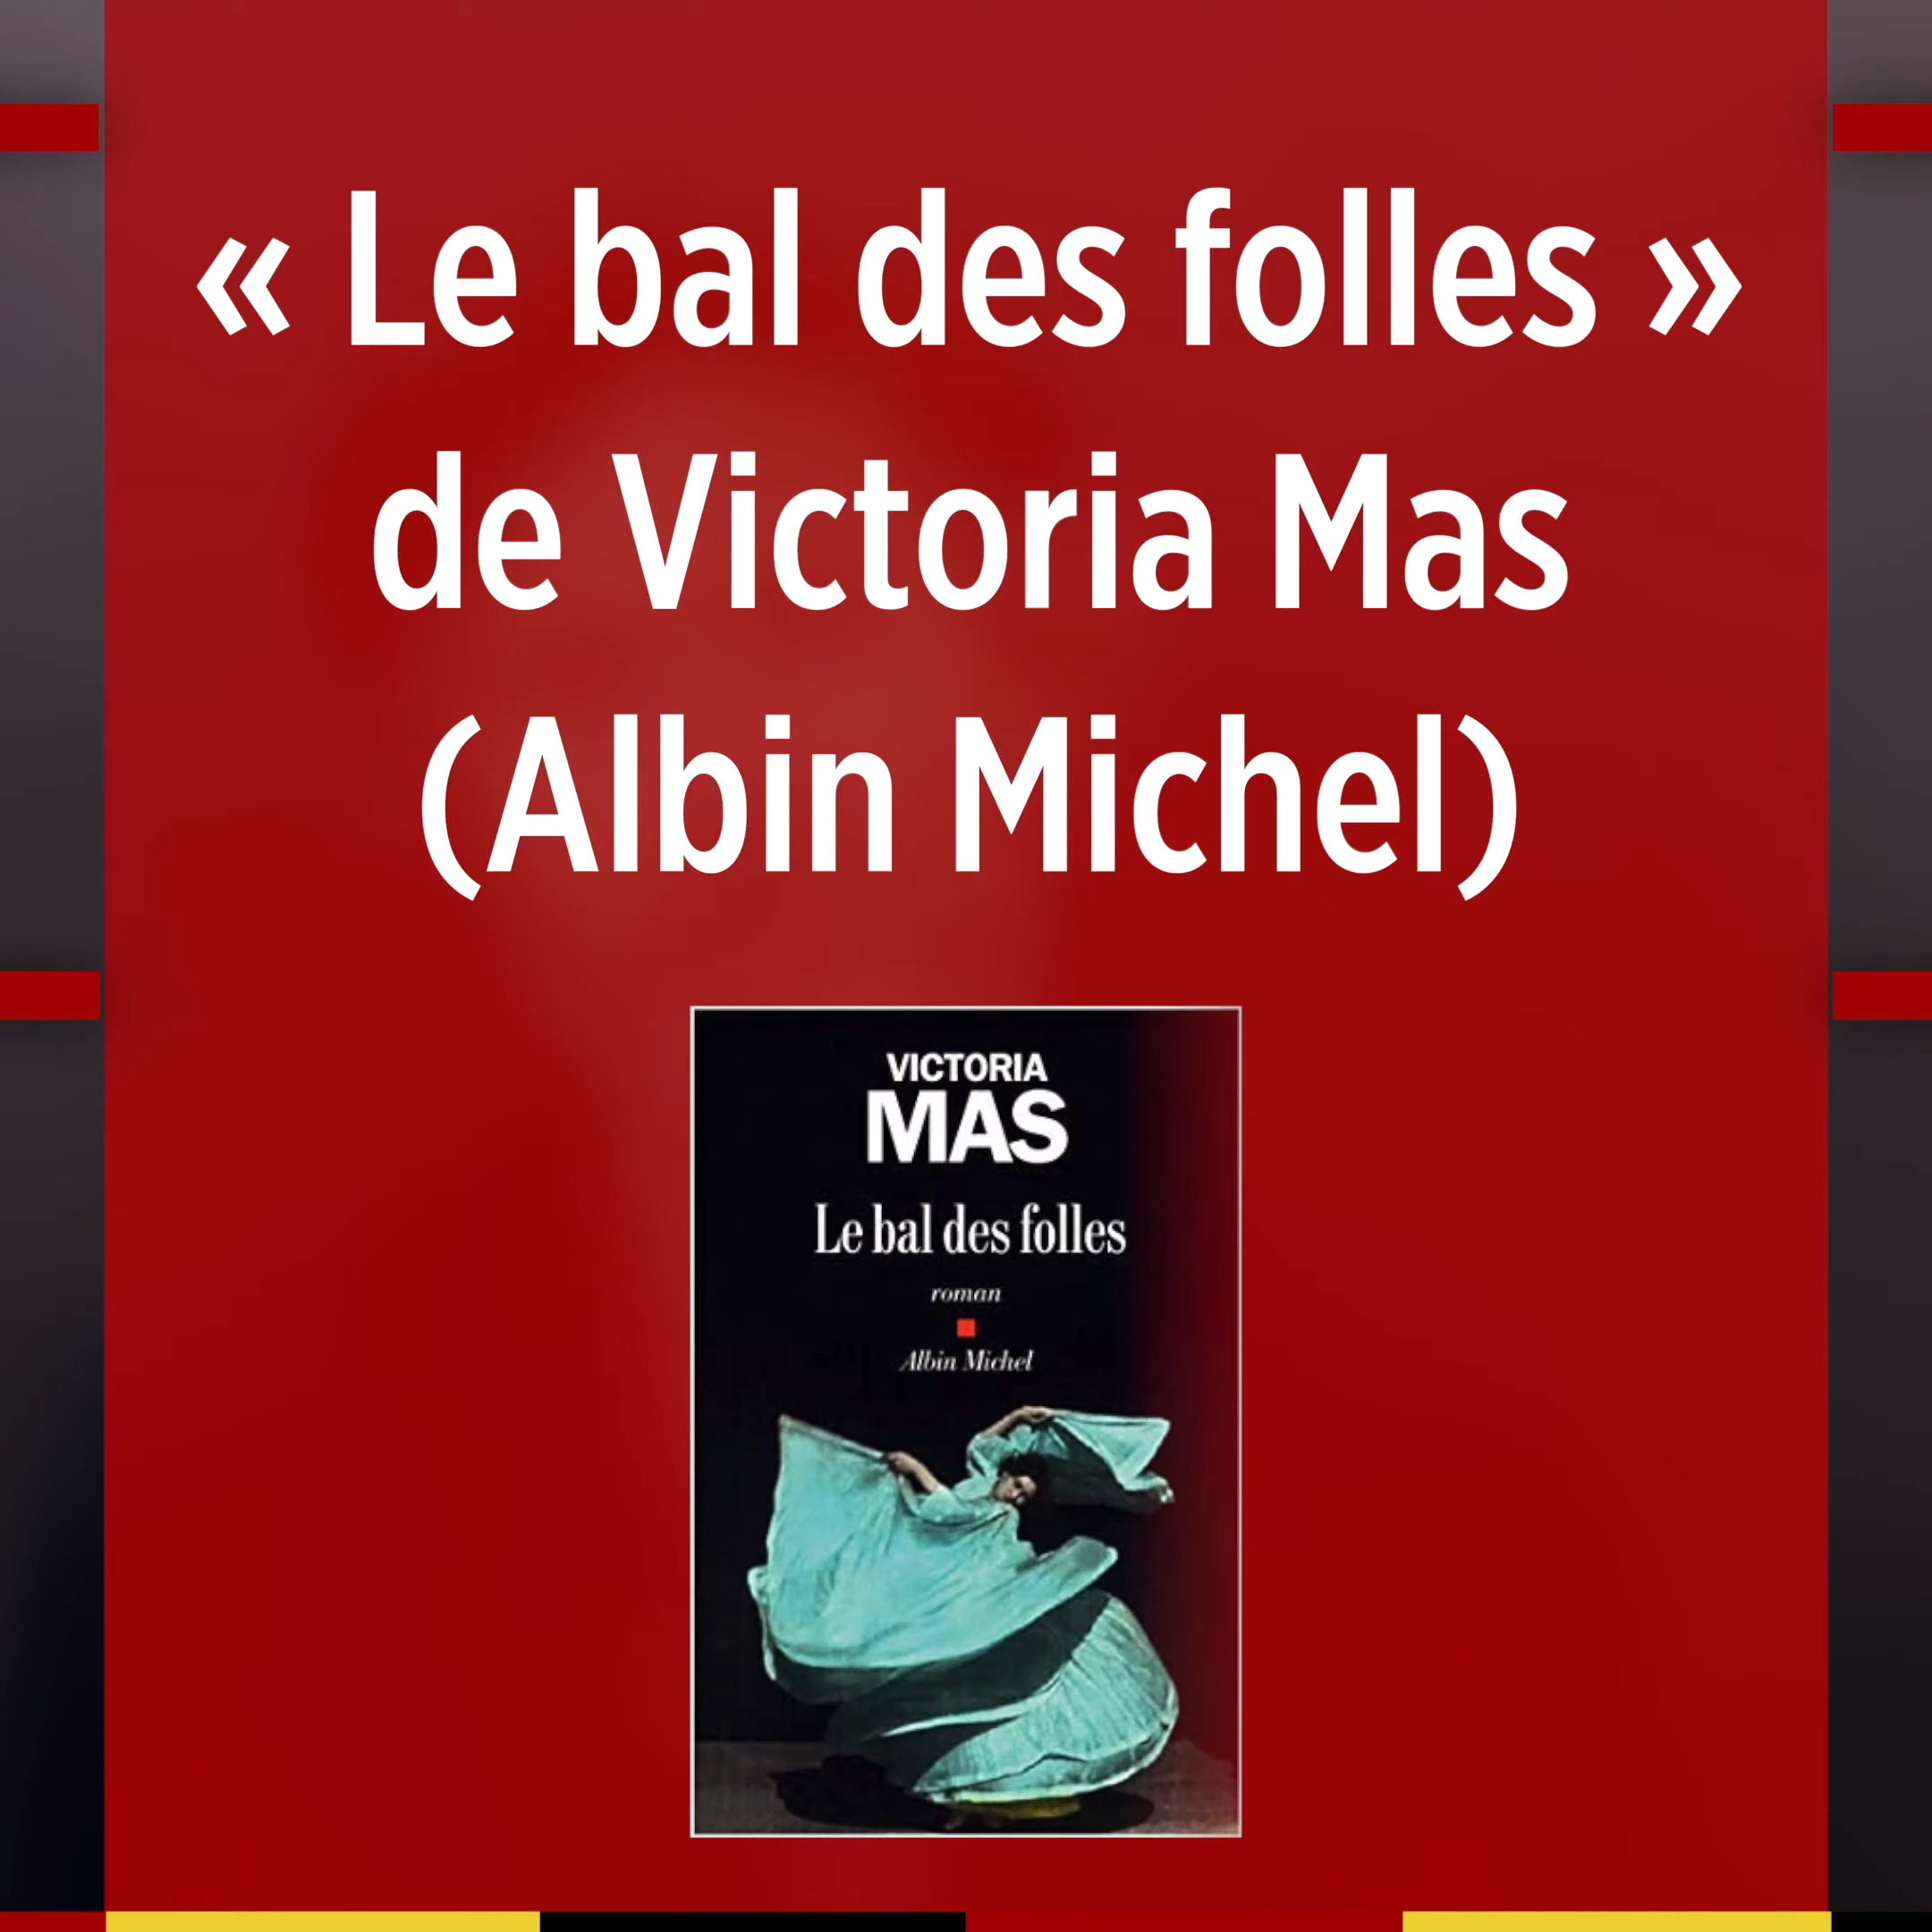 « Le bal des folles »
de Victoria Mas
(Albin Michel)
VICTORIA
MAS
Le bal des folles
roman
Albin Michel